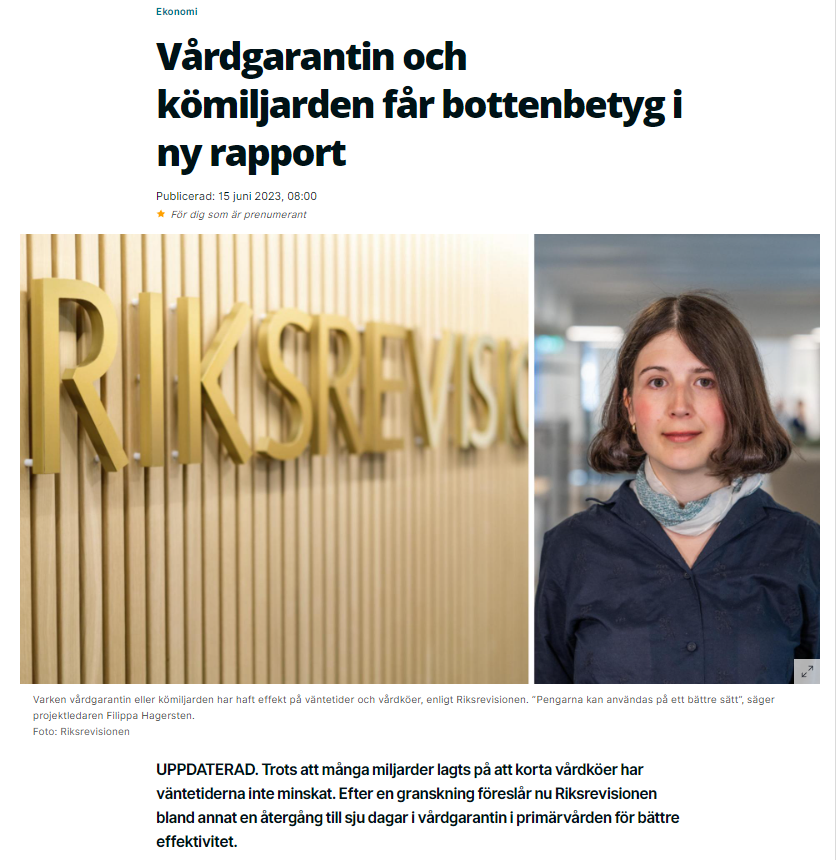 Ekonomi
Vårdgarantin och
kömiljarden får bottenbetyg i
ny rapport
Publicerad: 15 juni 2023, 08:00
För dig som är prenumerant
RIKSREVISIO
Varken vårdgarantin eller kömiljarden har haft effekt på väntetider och vårdköer, enligt Riksrevisionen. ”Pengarna kan användas på ett bättre sätt”, säger
projektledaren Filippa Hagersten.
Foto: Riksrevisionen
UPPDATERAD. Trots att många miljarder lagts på att korta vårdköer har
väntetiderna inte minskat. Efter en granskning föreslår nu Riksrevisionen
bland annat en återgång till sju dagar i vårdgarantin i primärvården för bättre
effektivitet.